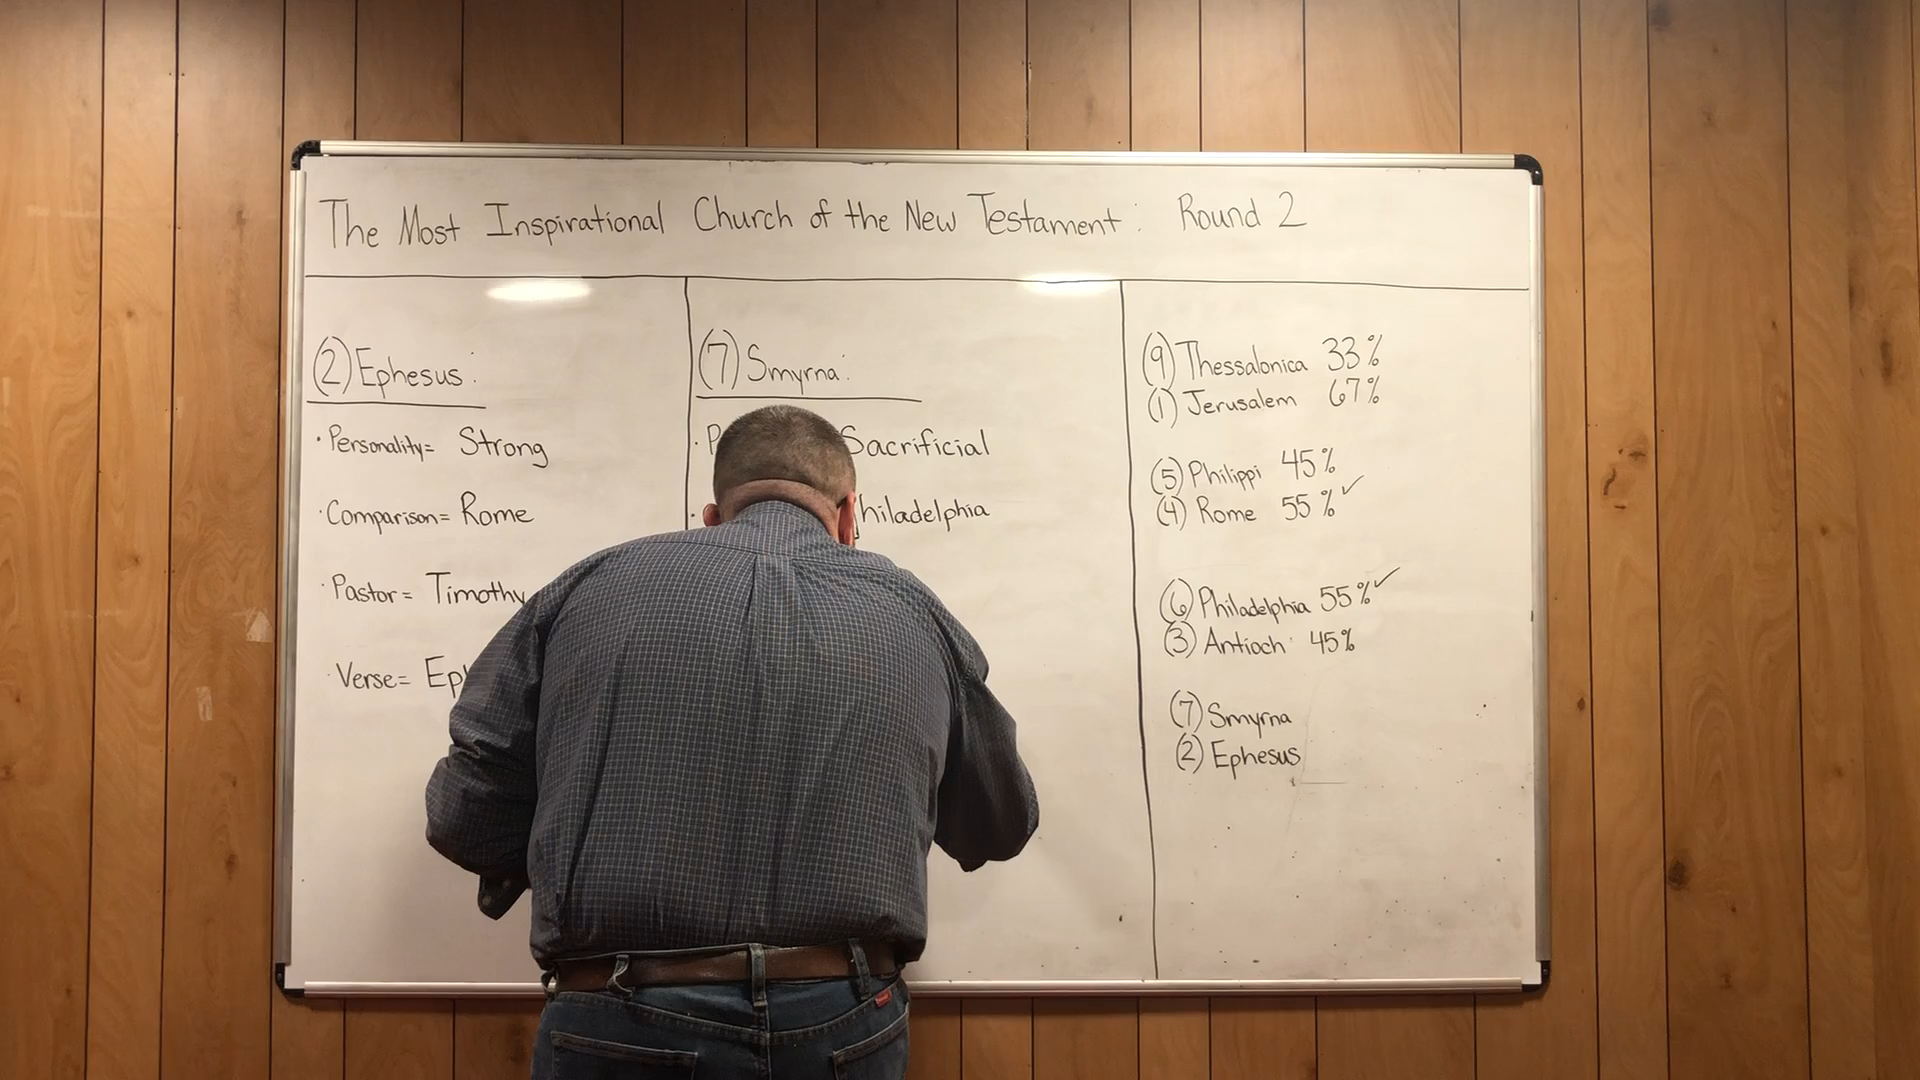 The Most Inspirational Church of the New Testament: Round 2
(2) Ephesus:
· Personality= Strong
· Comparison= Rome
· Pastor= Timothy
· Verse= Ep
(7) Smyrna:
· P Sacrificial
· hiladelphia
(9) Thessalonica 33%
(1) Jerusalem 67%
(5) Philippi 45%
(4) Rome 55% ✓
(6) Philadelphia 55% ✓
(3) Antioch 45%
(7) Smyrna
(2) Ephesus